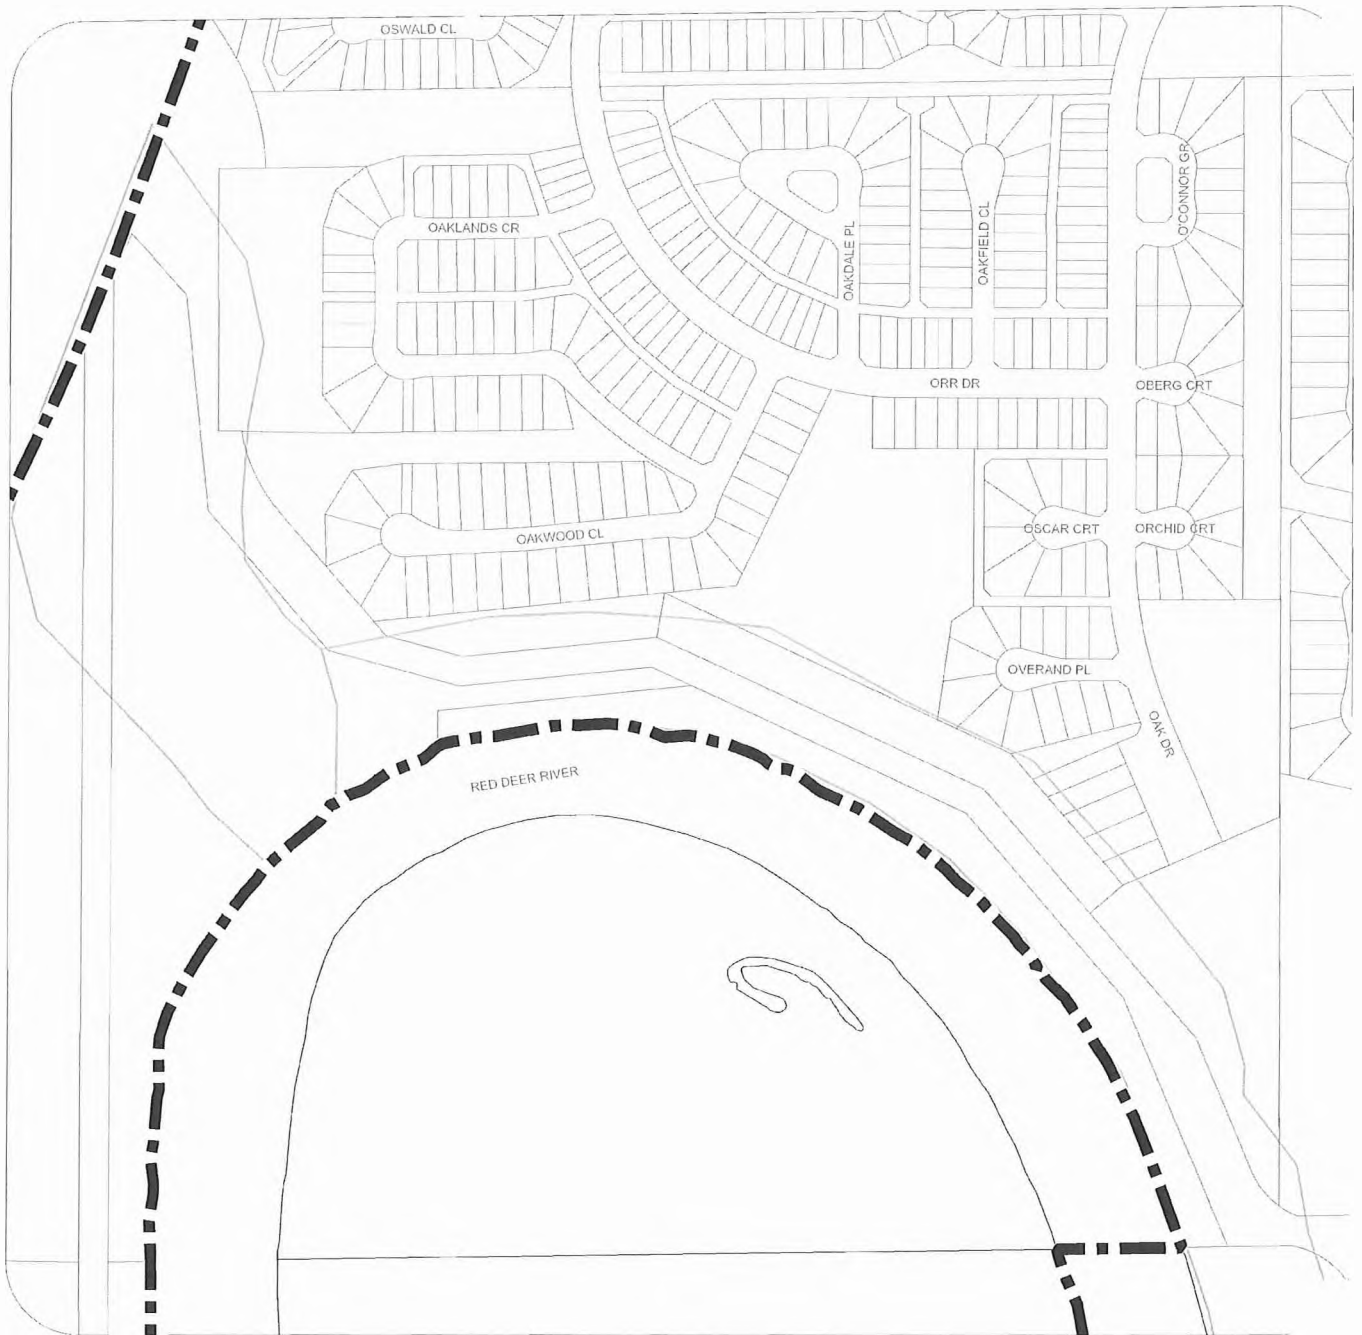 OSWALD CL
O'CONNOR GR
OAKLANDS CR
OAKDALE PL
OAKFIELD CL
ORR DR
OBERG CRT
OAKWOOD CL
OSCAR CRT
ORCHID CRT
OVERAND PL
OAK DR
RED DEER RIVER